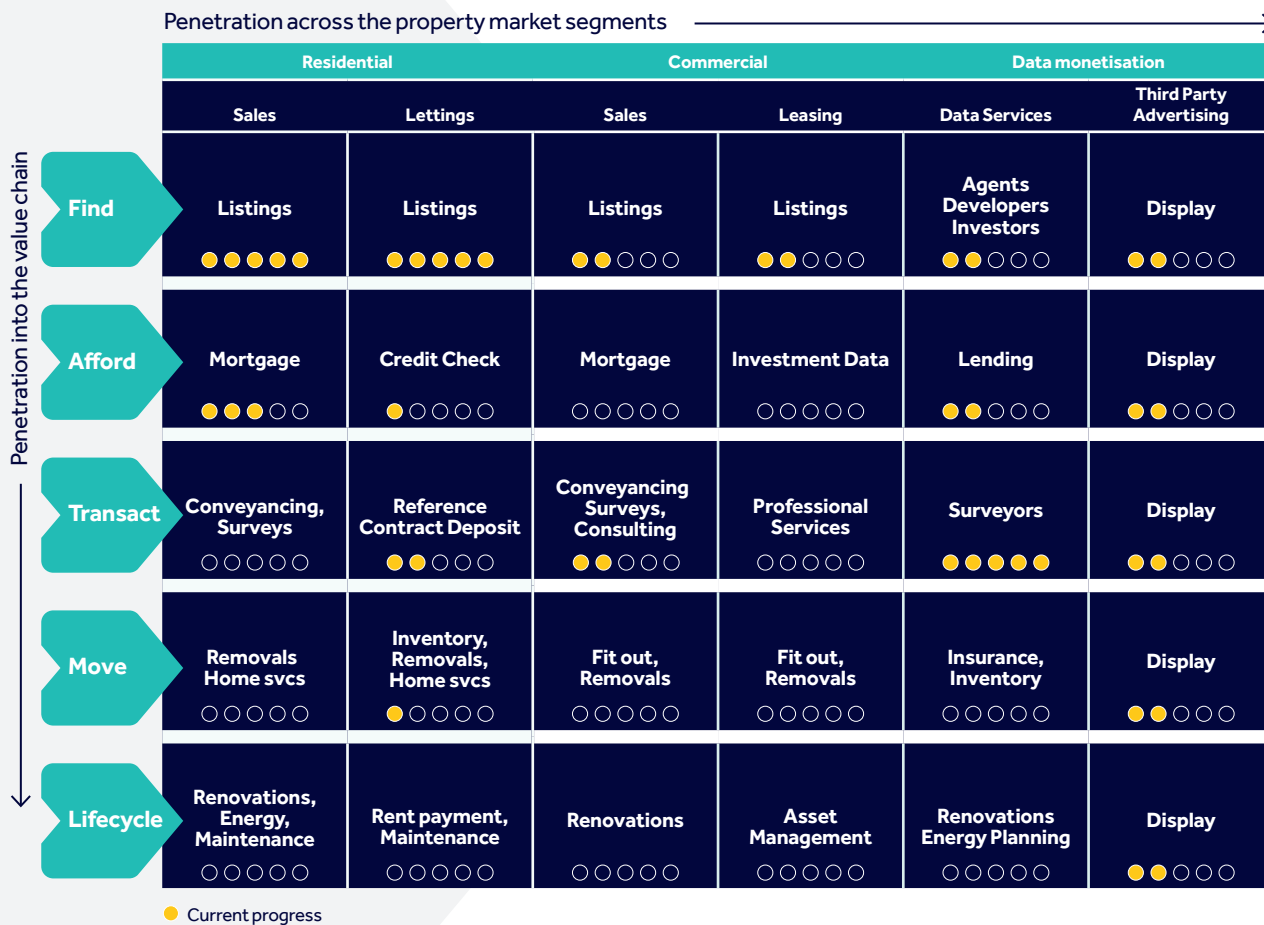 Penetration across the property market segments
Residential
Commercial
Data monetisation
Sales
Lettings
Sales
Leasing
Data Services
Third Party
Advertising
Penetration into the value chain
Find
Listings
Listings
Listings
Listings
Agents
Developers
Investors
Display
Afford
Mortgage
Credit Check
Mortgage
Investment Data
Lending
Display
Transact
Conveyancing,
Surveys
Reference
Contract Deposit
Conveyancing
Surveys,
Consulting
Professional
Services
Surveyors
Display
Move
Removals
Home svcs
Inventory,
Removals,
Home svcs
Fit out,
Removals
Fit out,
Removals
Insurance,
Inventory
Display
Lifecycle
Renovations,
Energy,
Maintenance
Rent payment,
Maintenance
Renovations
Asset
Management
Renovations
Energy Planning
Display
Current progress